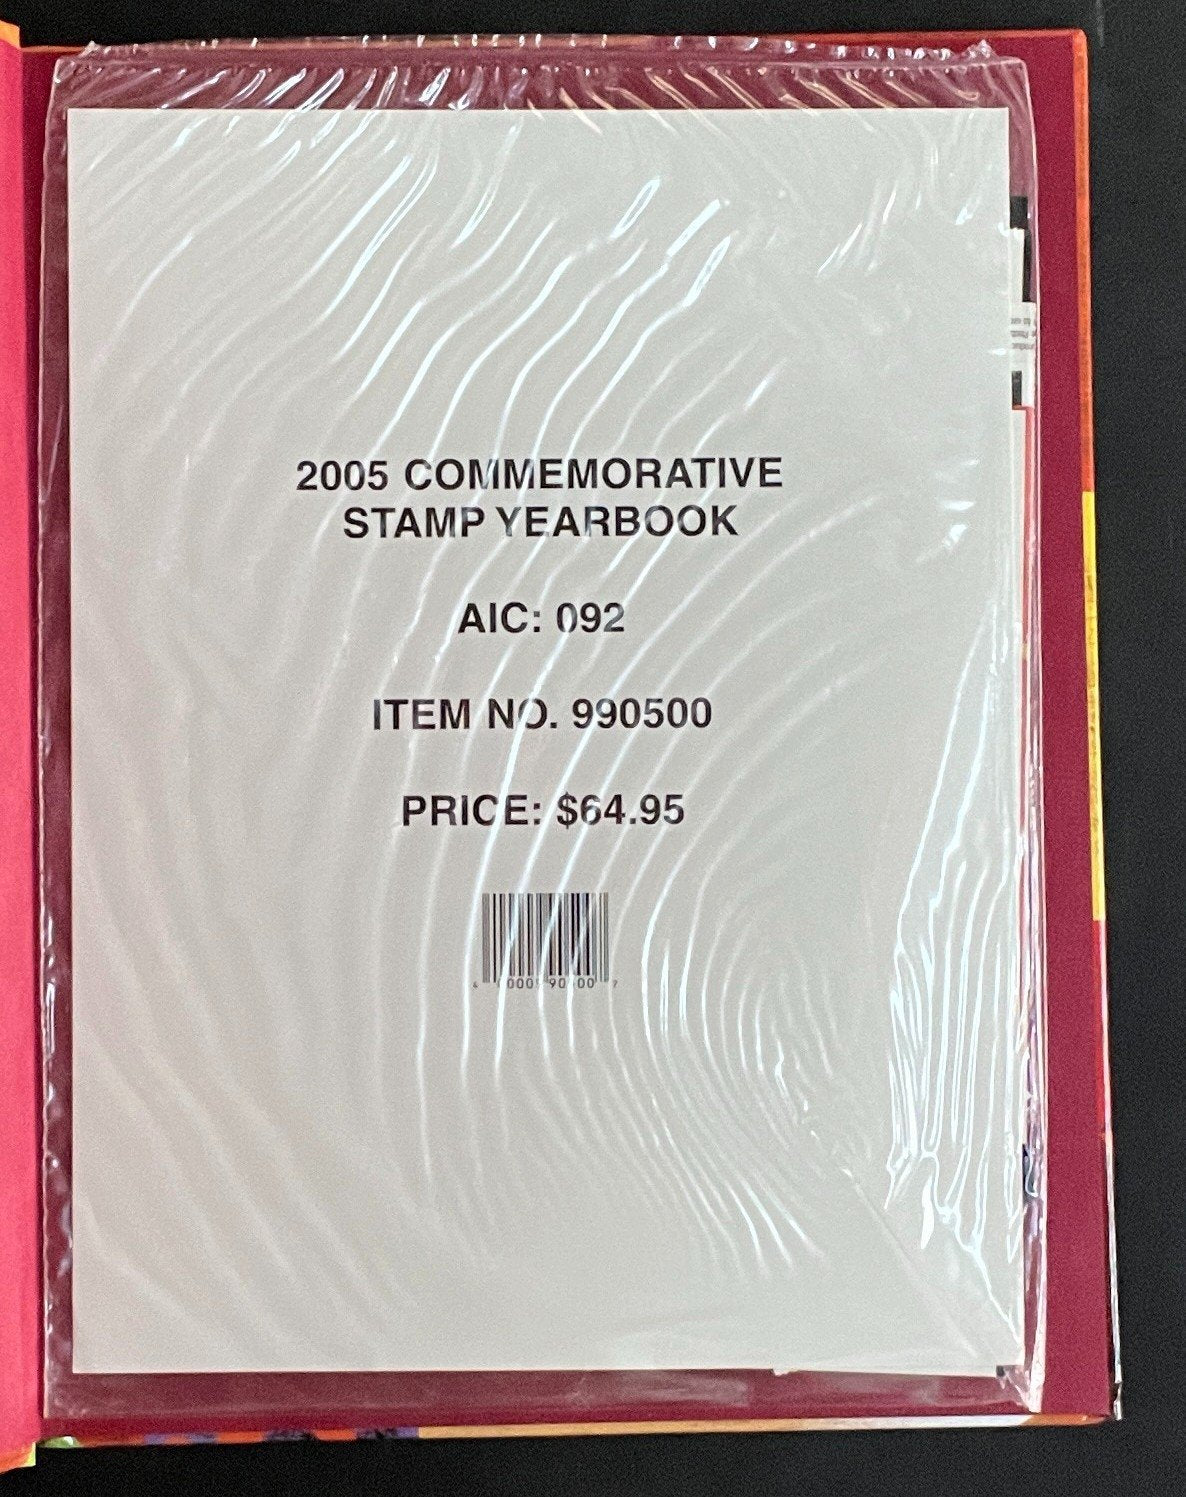 2005 COMMEMORATIVE
STAMP YEARBOOK
AIC: 092
ITEM NO. 990500
PRICE: $64.95